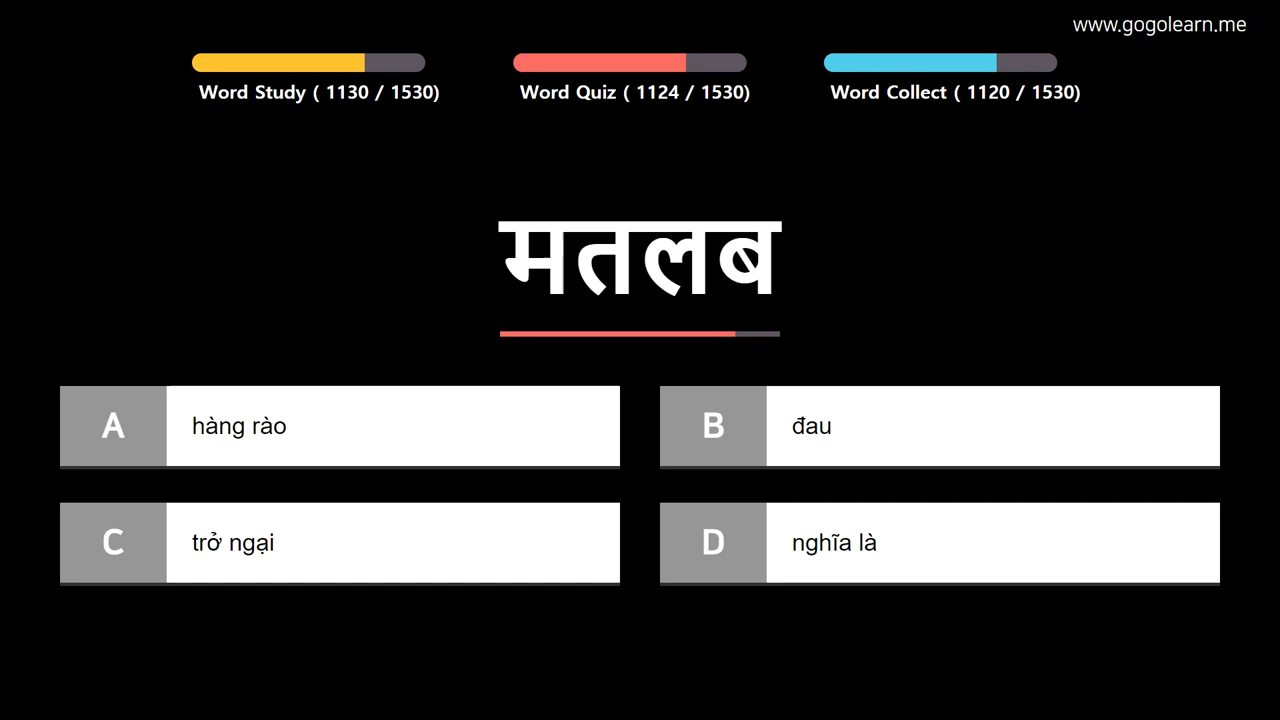 www.gogolearn.me
Word Study ( 1130 / 1530)
Word Quiz ( 1124 / 1530)
Word Collect ( 1120 / 1530)
मतलब
A hàng rào
B đau
C trở ngại
D nghĩa là